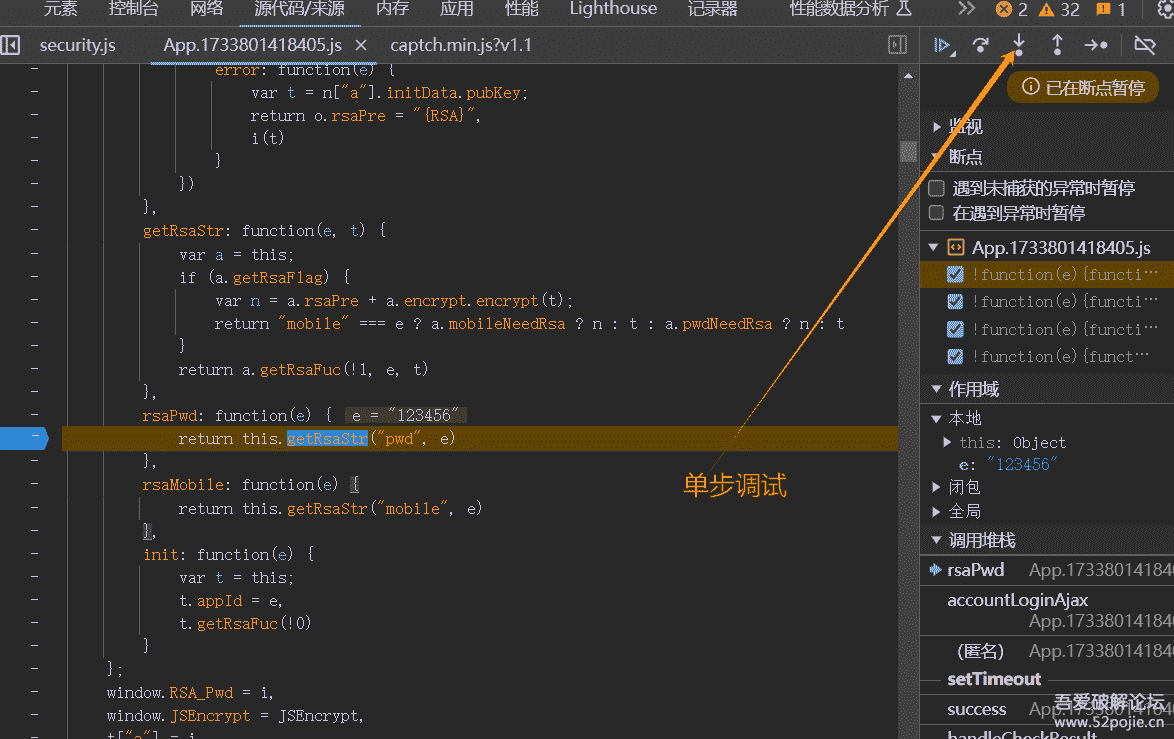 元素 控制台 网络 源代码/来源 内存 应用 性能 Lighthouse 记录器 性能数据分析 2 32 1
security.js App.1733801418405.js × captch.min.js?v1.1
error: function(e) {
var t = n["a"].initData.pubKey;
return o.rsaPre = "{RSA}",
i(t)
}
})
},
getRsaStr: function(e, t) {
var a = this;
if (a.getRsaFlag) {
var n = a.rsaPre + a.encrypt.encrypt(t);
return "mobile" === e ? a.mobileNeedRsa ? n : t : a.pwdNeedRsa ? n : t
}
return a.getRsaFuc(!1, e, t)
},
rsaPwd: function(e) { e = "123456"
return this.getRsaStr("pwd", e)
},
rsaMobile: function(e) {
return this.getRsaStr("mobile", e)
},
init: function(e) {
var t = this;
t.appId = e,
t.getRsaFuc(!0)
}
};
window.RSA_Pwd = i,
window.JSEncrypt = JSEncrypt,
t["a"] = i
单步调试
已在断点暂停
监视
断点
遇到未捕获的异常时暂停
在遇到异常时暂停
App.1733801418405.js
!function(e){functi…
!function(e){functi…
!function(e){functi…
!function(e){funct…
作用域
本地
this: Object
e: "123456"
闭包
全局
调用堆栈
rsaPwd App.173380141840
accountLoginAjax
App.173380141840
(匿名) App.173380141840
setTimeout
success App.
handleCheckResult
吾爱破解论坛
www.52pojie.cn